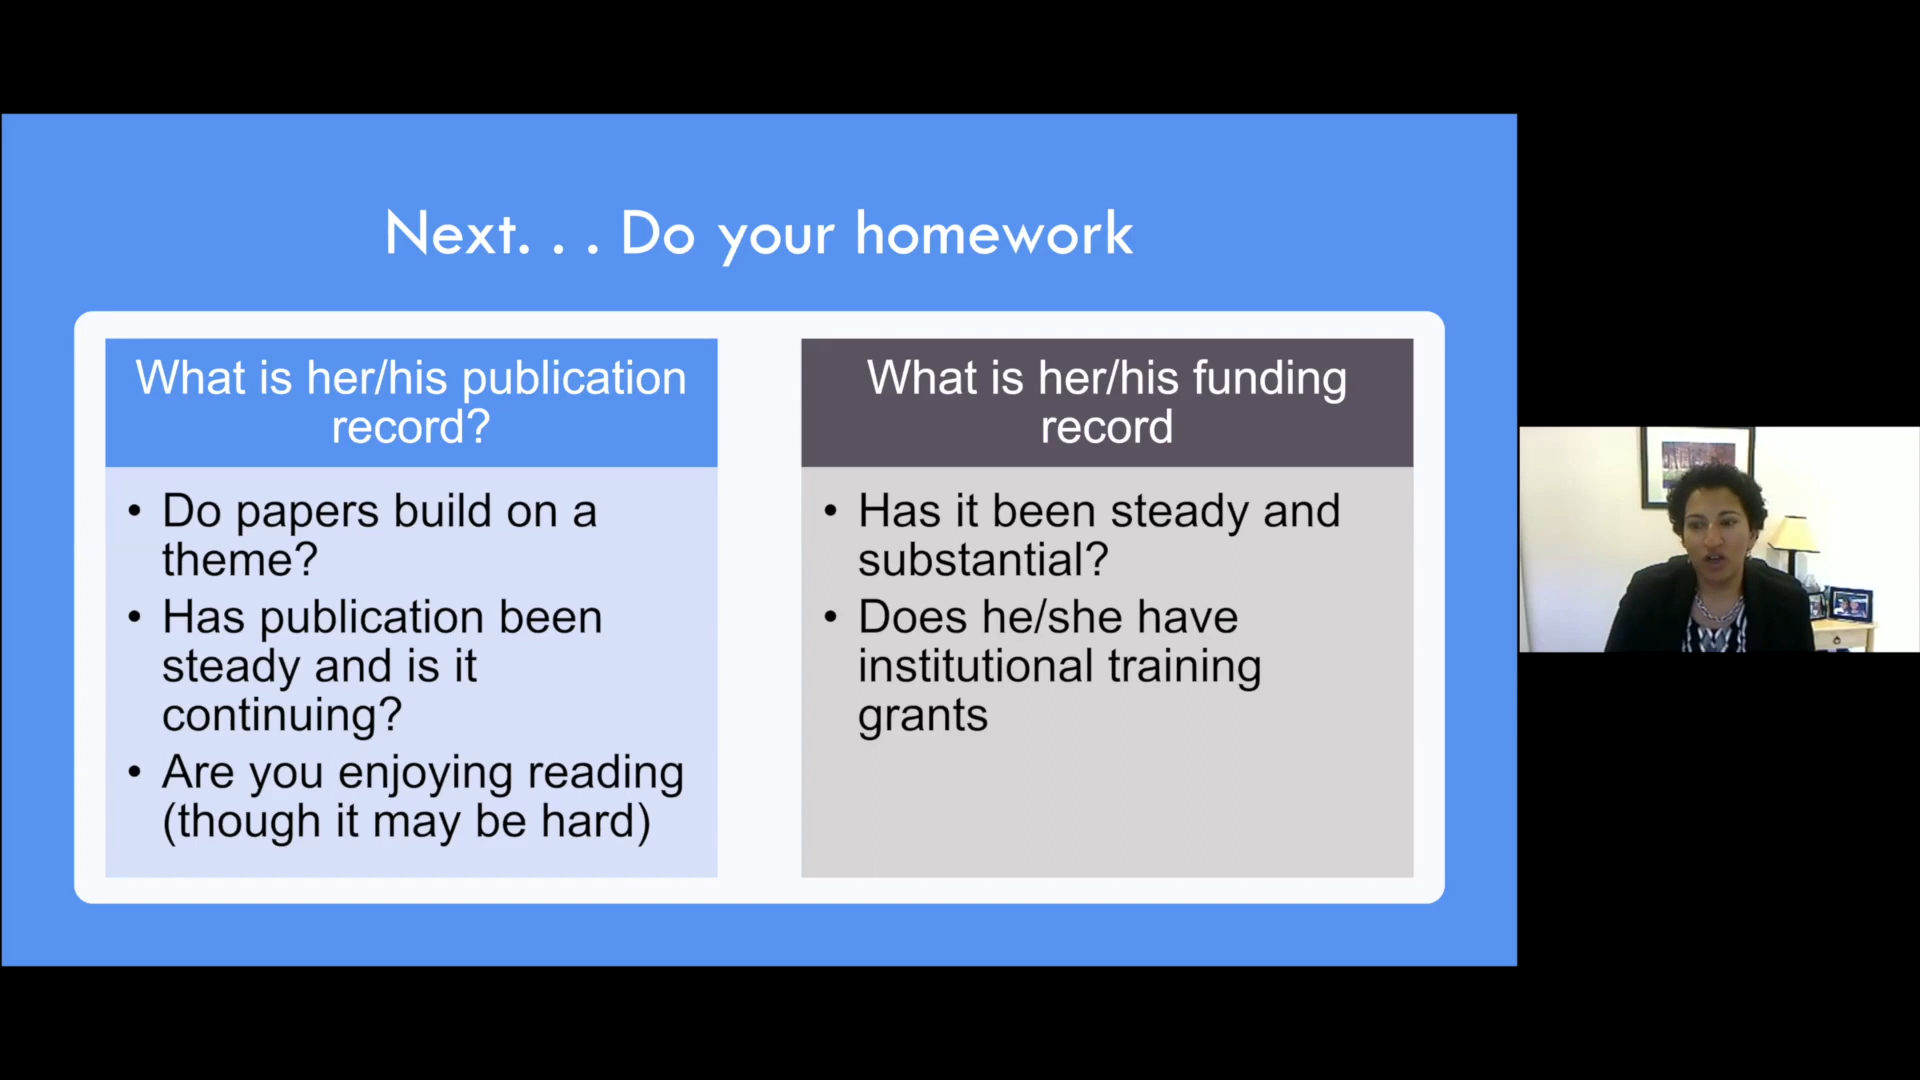 Next. . . Do your homework
What is her/his publication
record?
• Do papers build on a
theme?
• Has publication been
steady and is it
continuing?
• Are you enjoying reading
(though it may be hard)
What is her/his funding
record
• Has it been steady and
substantial?
• Does he/she have
institutional training
grants